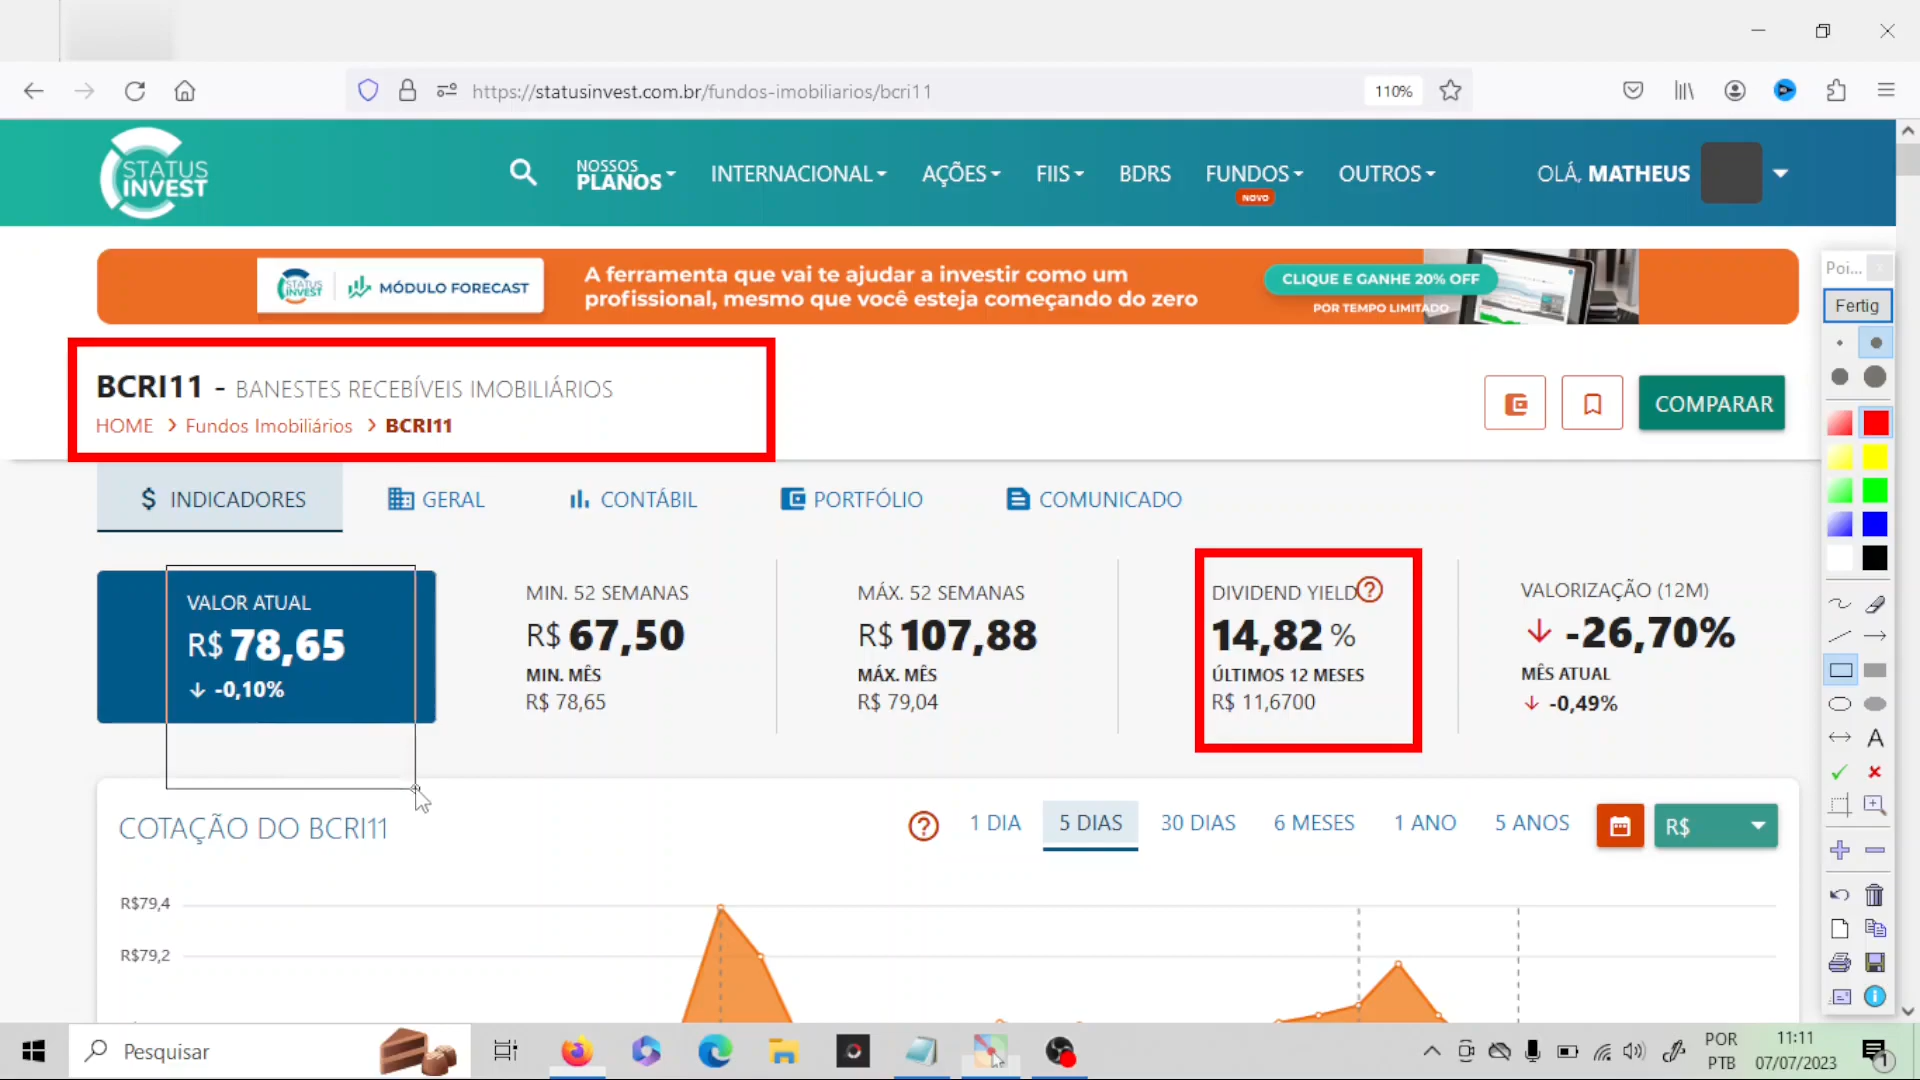 https://statusinvest.com.br/fundos-imobiliarios/bcri11
110%
STATUS
INVEST
NOSSOS
PLANOS
INTERNACIONAL
AÇÕES
FIIS
BDRS
FUNDOS
NOVO
OUTROS
OLÁ, MATHEUS
STATUS
INVEST
MÓDULO FORECAST
A ferramenta que vai te ajudar a investir como um
profissional, mesmo que você esteja começando do zero
CLIQUE E GANHE 20% OFF
POR TEMPO LIMITADO
Poi...
Fertig
BCRI11 - BANESTES RECEBÍVEIS IMOBILIÁRIOS
HOME > Fundos Imobiliários > BCRI11
COMPARAR
$ INDICADORES
GERAL
CONTÁBIL
PORTFÓLIO
COMUNICADO
VALOR ATUAL
R$ 78,65
↓ -0,10%
MIN. 52 SEMANAS
R$ 67,50
MIN. MÊS
R$ 78,65
MÁX. 52 SEMANAS
R$ 107,88
MÁX. MÊS
R$ 79,04
DIVIDEND YIELD ?
14,82 %
ÚLTIMOS 12 MESES
R$ 11,6700
VALORIZAÇÃO (12M)
↓ -26,70%
MÊS ATUAL
↓ -0,49%
A
COTAÇÃO DO BCRI11
?
1 DIA
5 DIAS
30 DIAS
6 MESES
1 ANO
5 ANOS
R$
R$79,4
R$79,2
Pesquisar
POR
PTB
11:11
07/07/2023
1